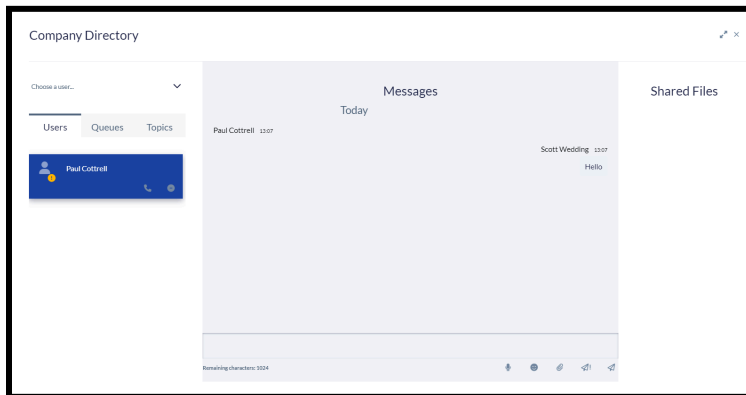 Company Directory
Choose a user...
Users Queues Topics
Paul Cottrell
Messages
Today
Paul Cottrell 13:07
Scott Wedding 13:07
Hello
Remaining characters: 1024
Shared Files